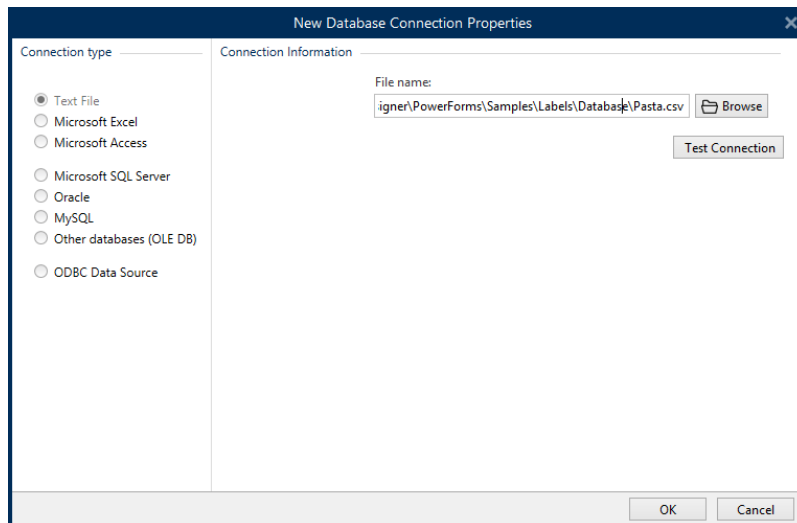 New Database Connection Properties
Connection type
Connection Information
File name:
Text File
igner\PowerForms\Samples\Labels\Database\Pasta.csv
Browse
Microsoft Excel
Microsoft Access
Test Connection
Microsoft SQL Server
Oracle
MySQL
Other databases (OLE DB)
ODBC Data Source
OK
Cancel